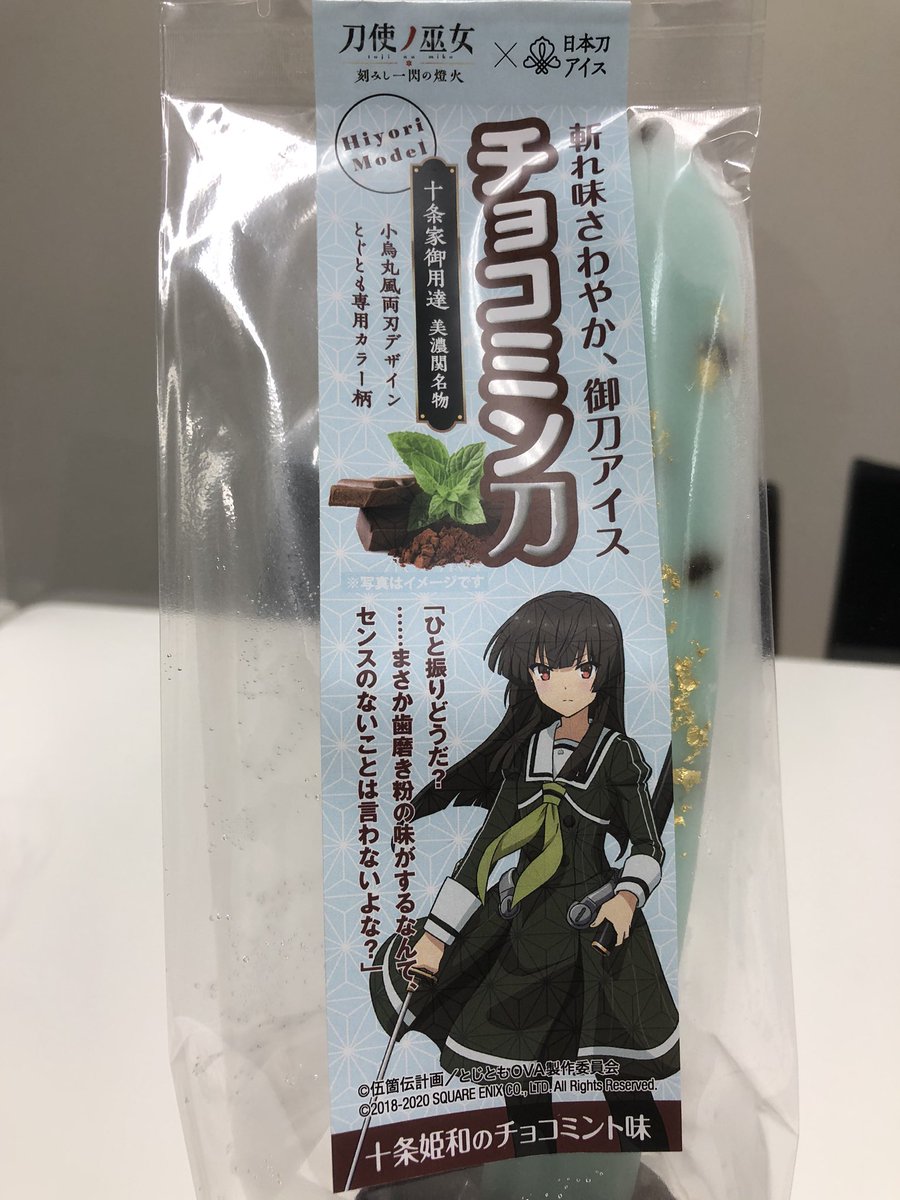 刀使ノ巫女
toji no miko
刻みし一閃の燈火
×
日本刀
アイス
Hiyori
Model
斬れ味さわやか、御刀アイス
チョコミン刀
十条家御用達 美濃関名物
小烏丸風両刃デザイン
とじとも専用カラー柄
※写真はイメージです
「ひと振りどうだ?
……まさか歯磨き粉の味がするなんて、
センスのないことは言わないよな?」
©伍箇伝計画/とじともOVA製作委員会
©2018-2020 SQUARE ENIX CO., LTD. All Rights Reserved.
十条姫和のチョコミント味